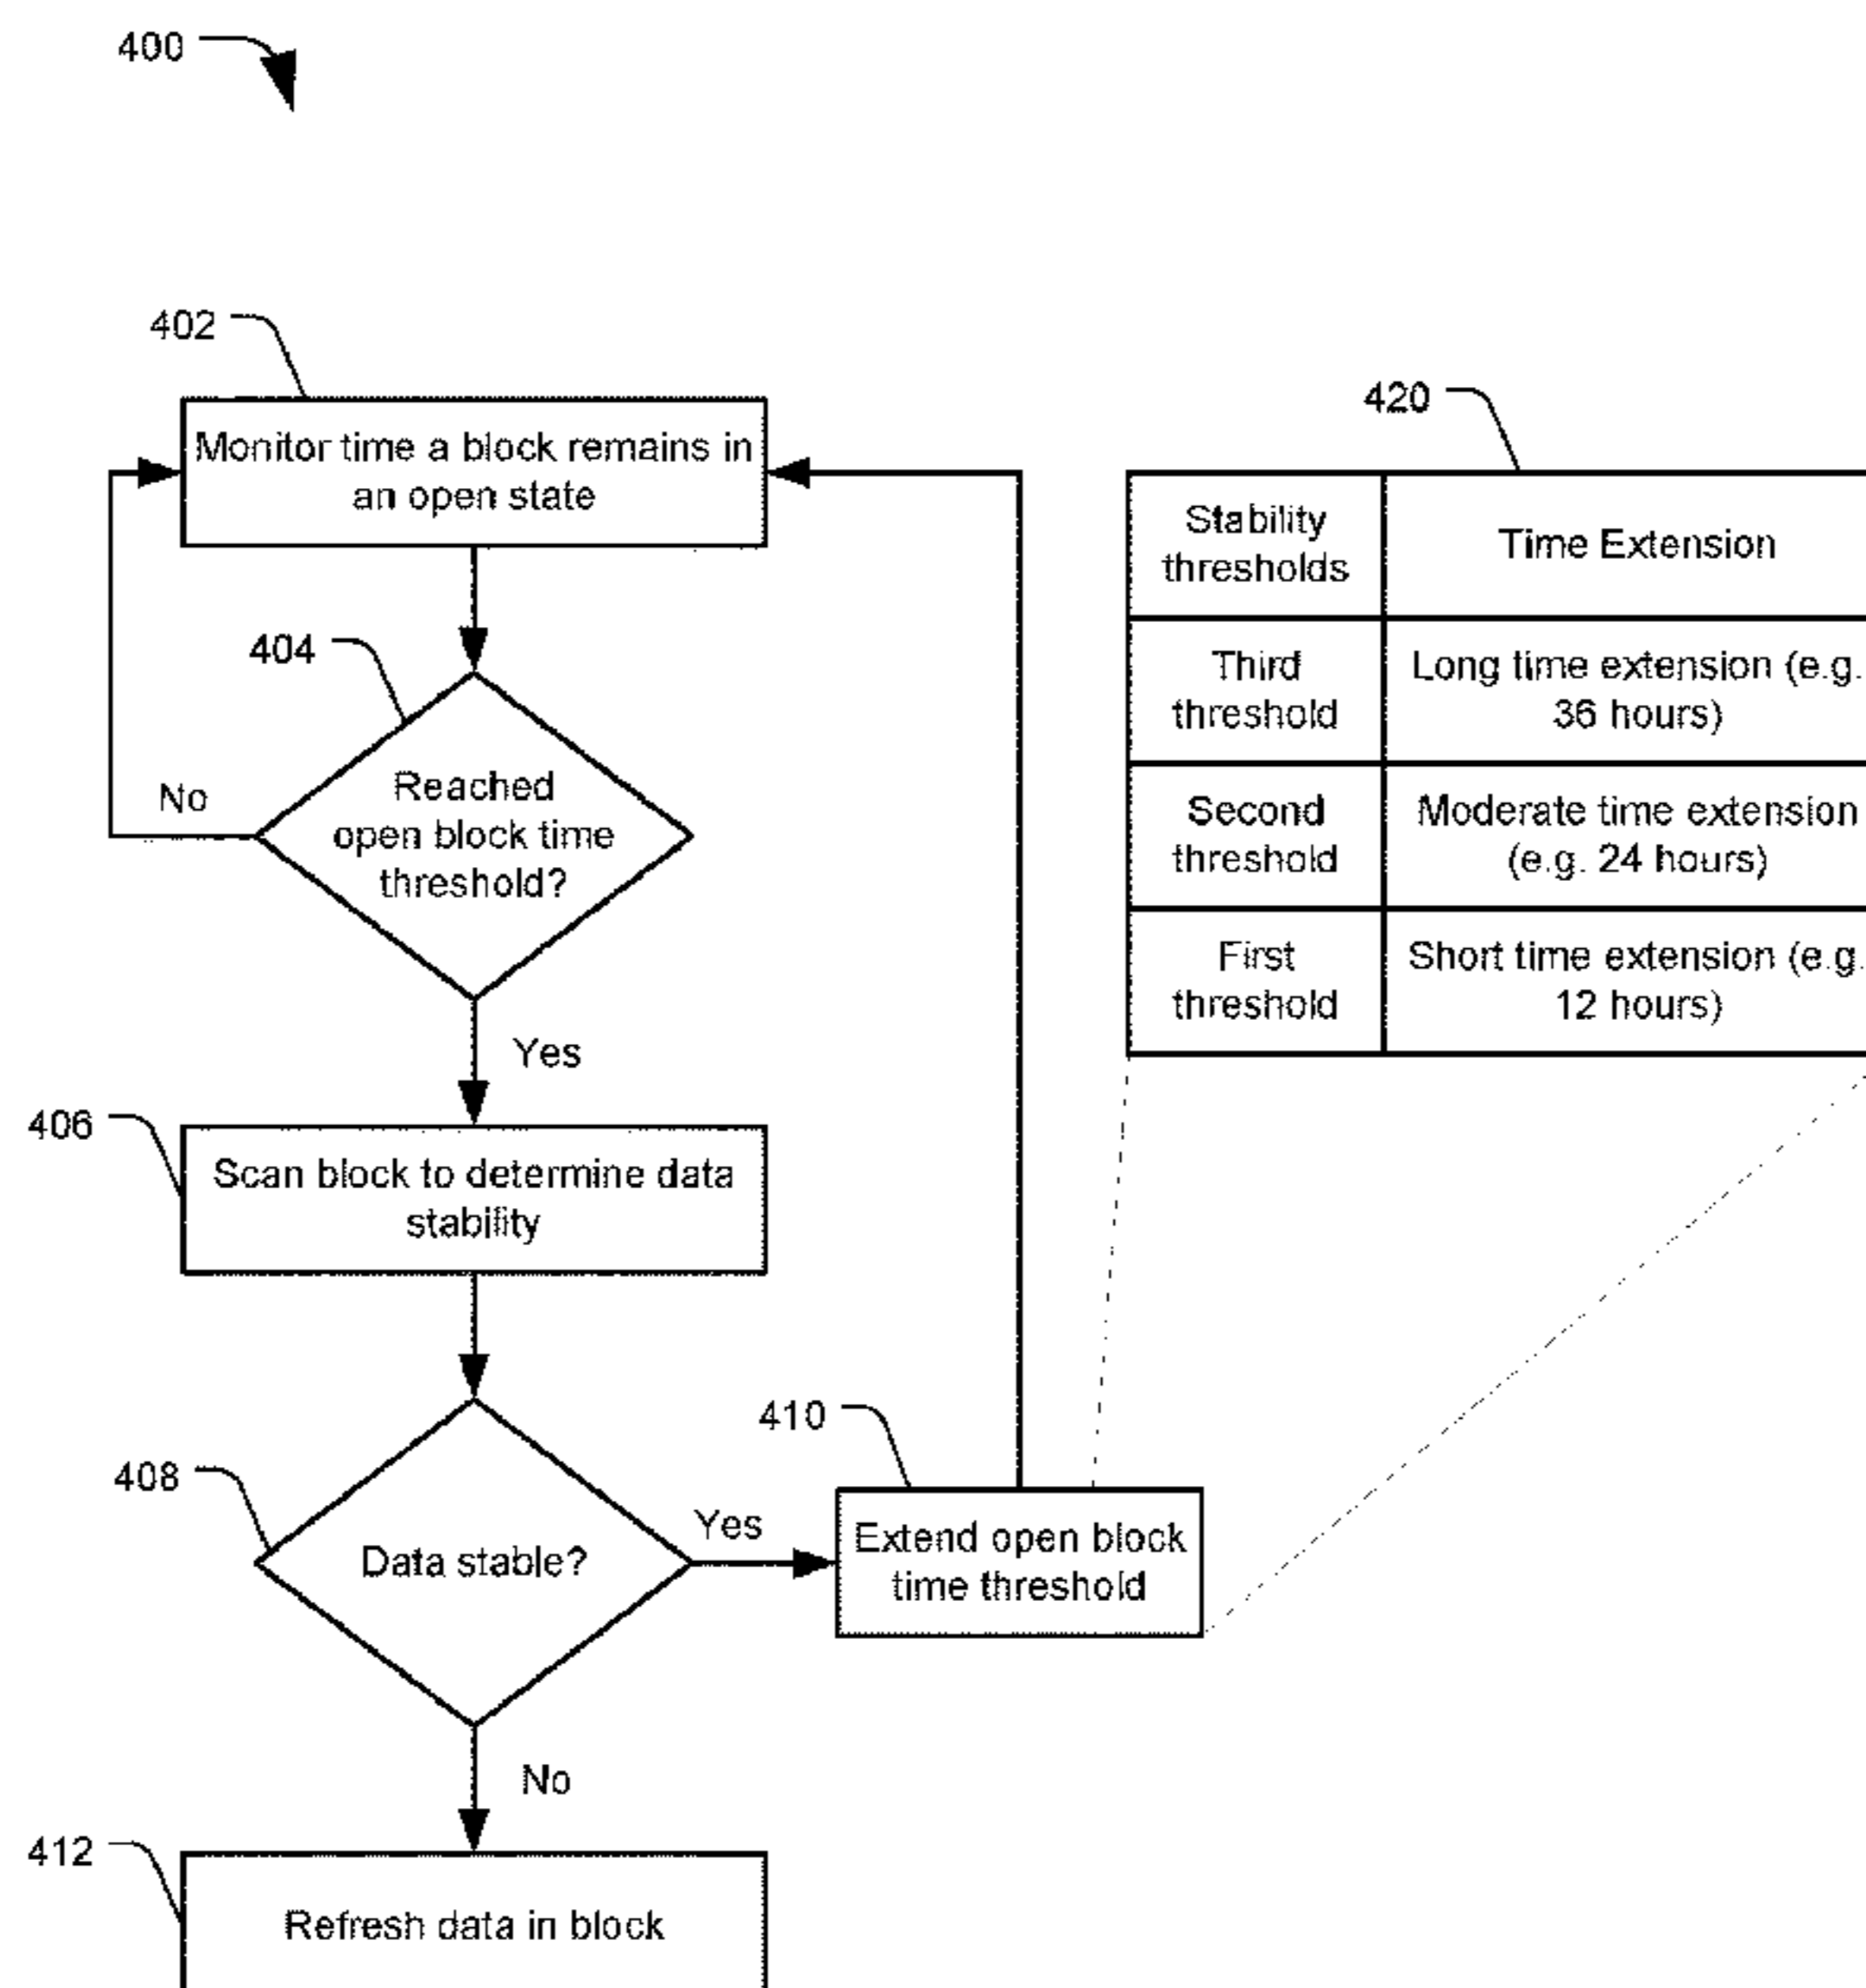 400
402
Monitor time a block remains in
an open state
404
Reached
open block time
threshold?
No
Yes
406
Scan block to determine data
stability
408
Data stable?
Yes
410
Extend open block
time threshold
No
412
Refresh data in block
420
Stability
thresholds
Time Extension
Third
threshold
Long time extension (e.g.
36 hours)
Second
threshold
Moderate time extension
(e.g. 24 hours)
First
threshold
Short time extension (e.g.
12 hours)